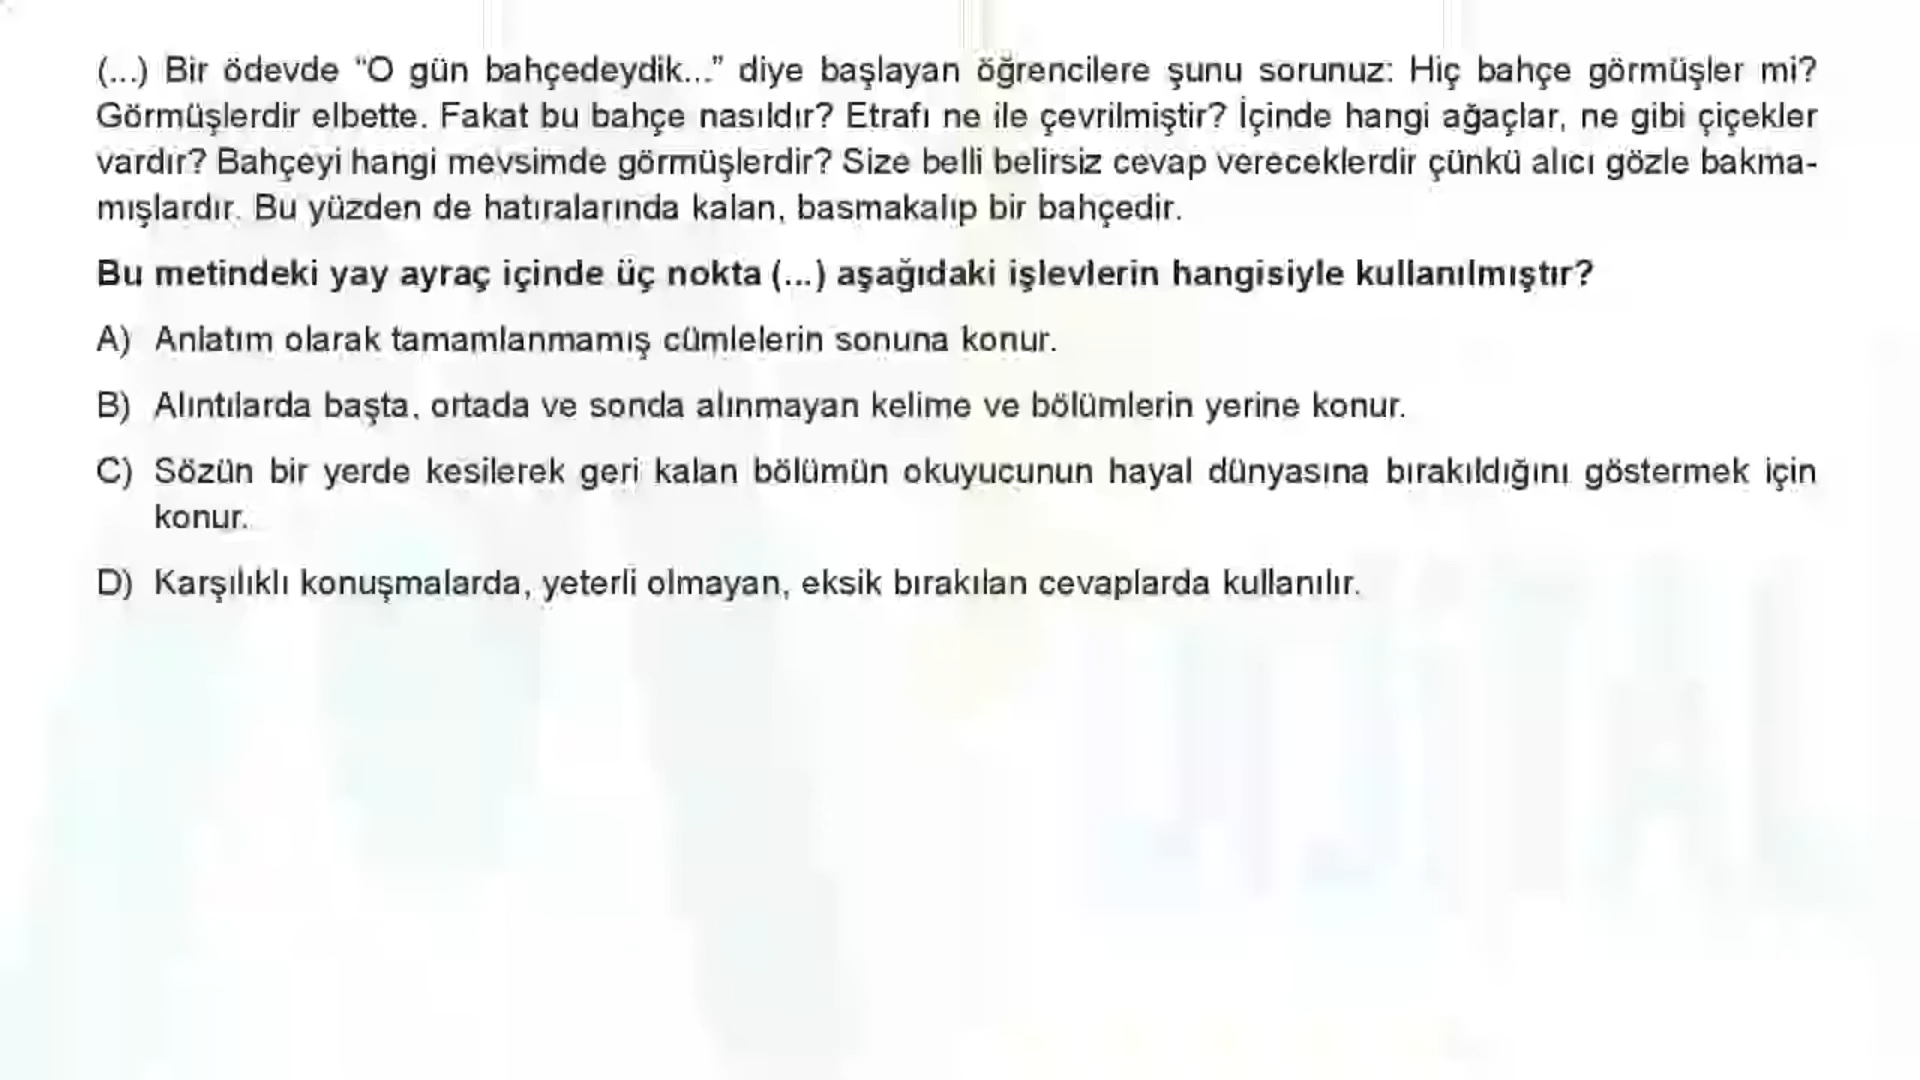 (...) Bir ödevde “O gün bahçedeydik...” diye başlayan öğrencilere şunu sorunuz: Hiç bahçe görmüşler mi?
Görmüşlerdir elbette. Fakat bu bahçe nasıldır? Etrafı ne ile çevrilmiştir? İçinde hangi ağaçlar, ne gibi çiçekler
vardır? Bahçeyi hangi mevsimde görmüşlerdir? Size belli belirsiz cevap vereceklerdir çünkü alıcı gözle bakma-
mışlardır. Bu yüzden de hatıralarında kalan, basmakalıp bir bahçedir.
Bu metindeki yay ayraç içinde üç nokta (...) aşağıdaki işlevlerin hangisiyle kullanılmıştır?
A) Anlatım olarak tamamlanmamış cümlelerin sonuna konur.
B) Alıntılarda başta, ortada ve sonda alınmayan kelime ve bölümlerin yerine konur.
C) Sözün bir yerde kesilerek geri kalan bölümün okuyucunun hayal dünyasına bırakıldığını göstermek için
konur.
D) Karşılıklı konuşmalarda, yeterli olmayan, eksik bırakılan cevaplarda kullanılır.